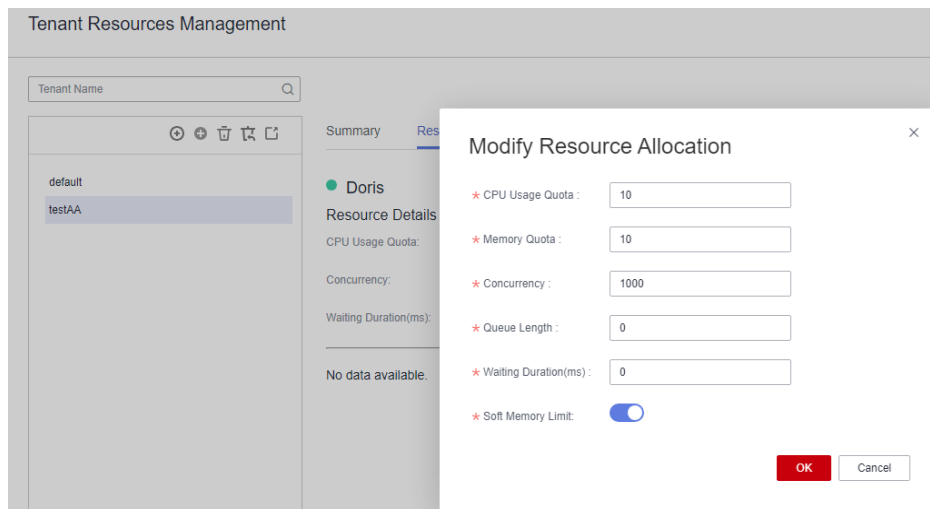 Tenant Resources Management
Tenant Name
default
testAA
Summary
Res
Doris
Resource Details
CPU Usage Quota:
Concurrency:
Waiting Duration(ms):
No data available.
Modify Resource Allocation
* CPU Usage Quota : 10
* Memory Quota : 10
* Concurrency : 1000
* Queue Length : 0
* Waiting Duration(ms) : 0
* Soft Memory Limit:
OK Cancel